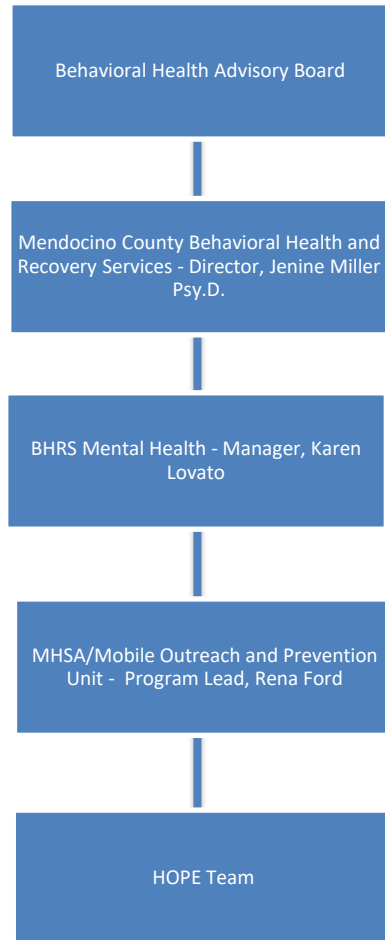 Behavioral Health Advisory Board
Mendocino County Behavioral Health and
Recovery Services - Director, Jenine Miller
Psy.D.
BHRS Mental Health - Manager, Karen
Lovato
MHSA/Mobile Outreach and Prevention
Unit -  Program Lead, Rena Ford
HOPE Team